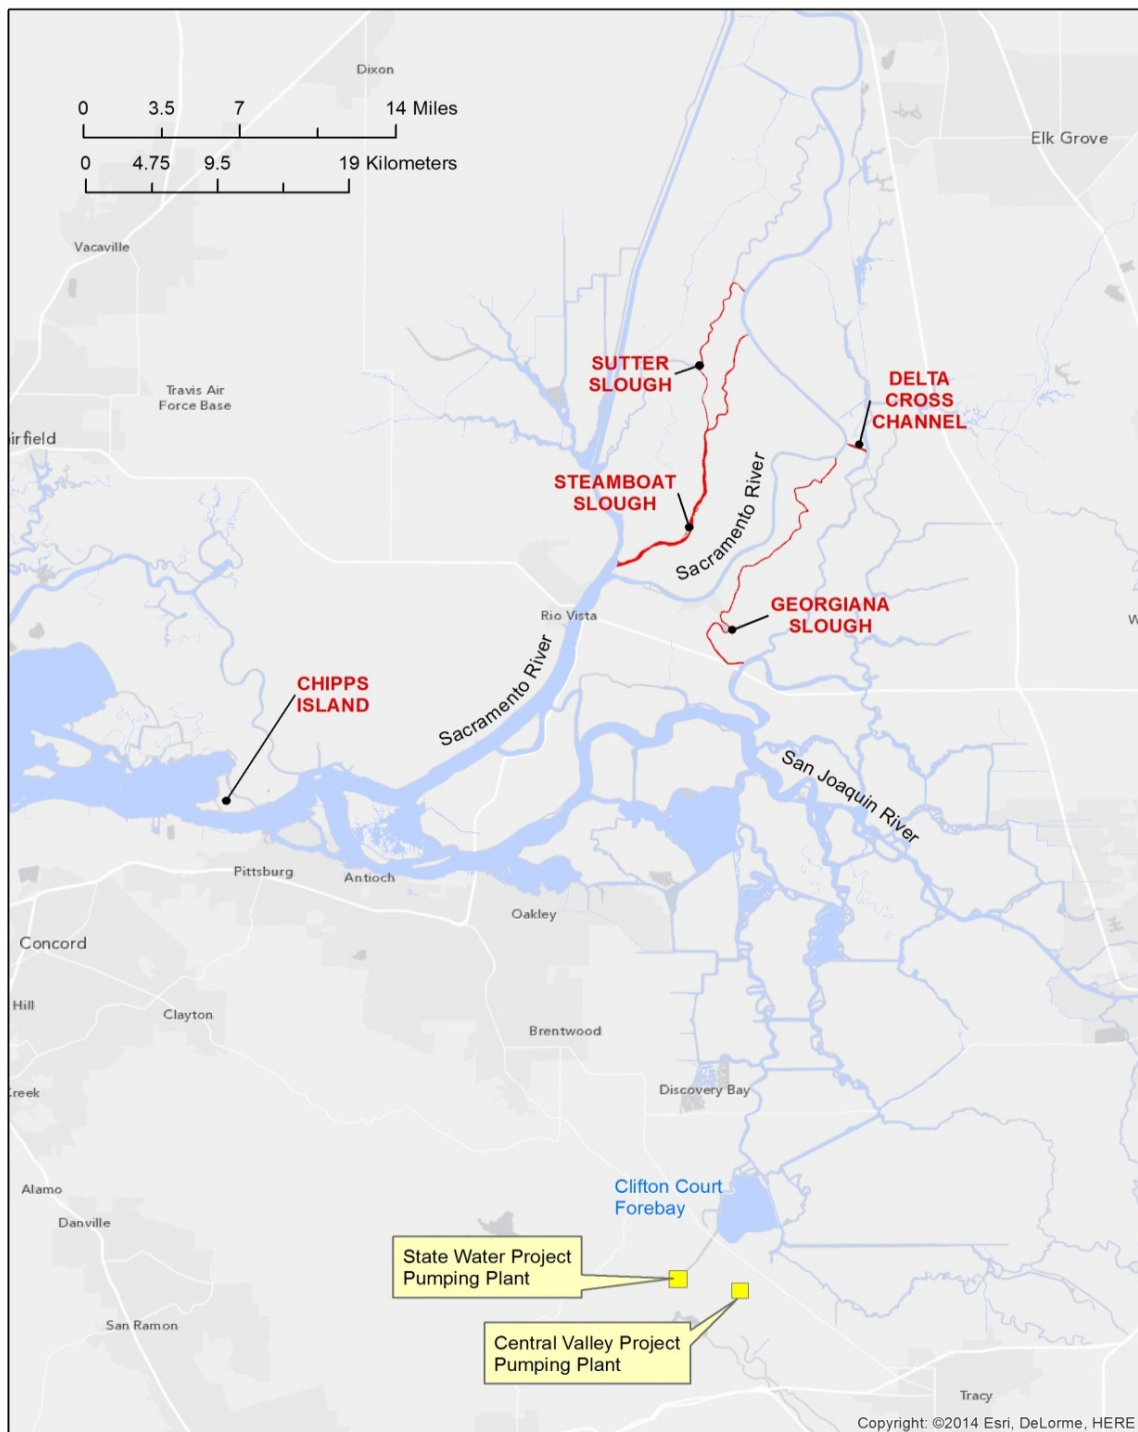 Dixon
0 3.5 7 14 Miles
0 4.75 9.5 19 Kilometers
Elk Grove
Vacaville
SUTTER
SLOUGH
DELTA
CROSS
CHANNEL
Travis Air
Force Base
irfield
STEAMBOAT
SLOUGH
Sacramento River
GEORGIANA
SLOUGH
Rio Vista
W
Sacramento River
CHIPPS
ISLAND
San Joaquin River
Pittsburg
Antioch
Oakley
Concord
Hill
Clayton
Brentwood
Creek
Discovery Bay
Alamo
Clifton Court
Forebay
Danville
State Water Project
Pumping Plant
San Ramon
Central Valley Project
Pumping Plant
Tracy
Copyright: ©2014 Esri, DeLorme, HERE